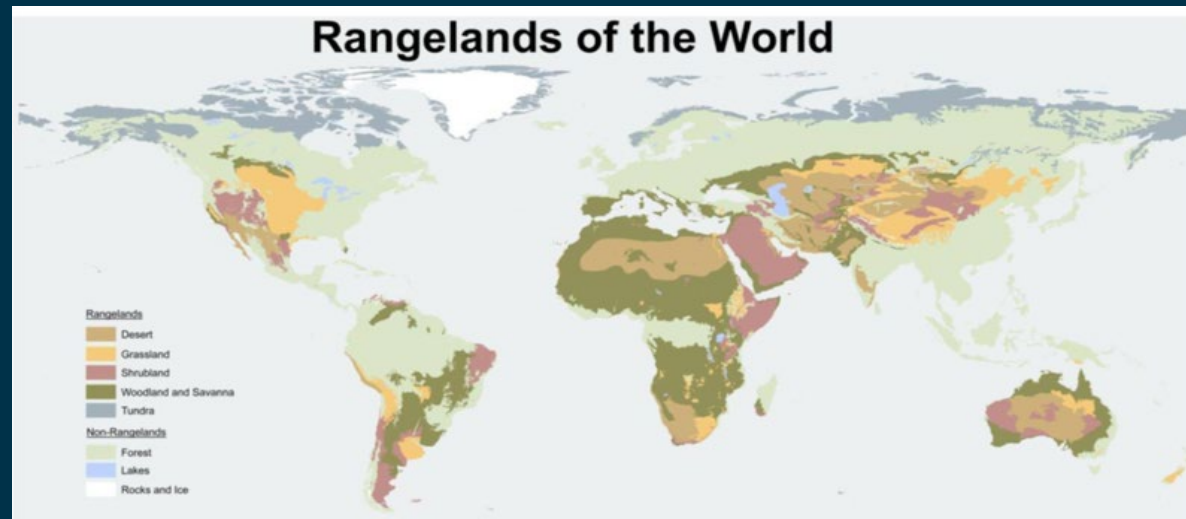 Rangelands of the World
Rangelands
Desert
Grassland
Shrubland
Woodland and Savanna
Tundra
Non-Rangelands
Forest
Lakes
Rocks and Ice